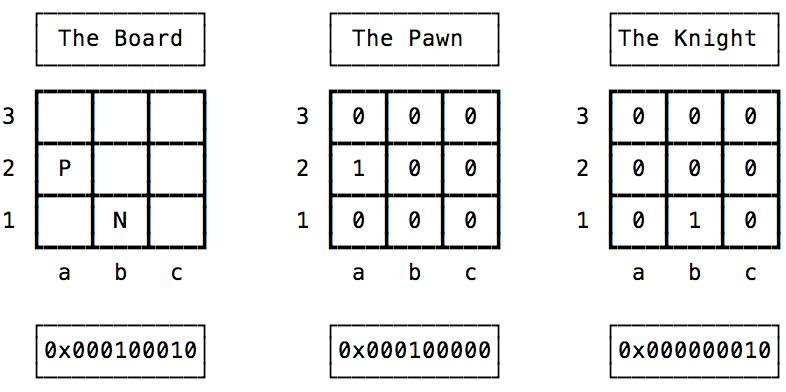 The Board The Pawn The Knight
3 3 0 0 0 3 0 0 0
2 P 2 1 0 0 2 0 0 0
1 N 1 0 0 0 1 0 1 0
a b c a b c a b c
0x000100010 0x000100000 0x000000010